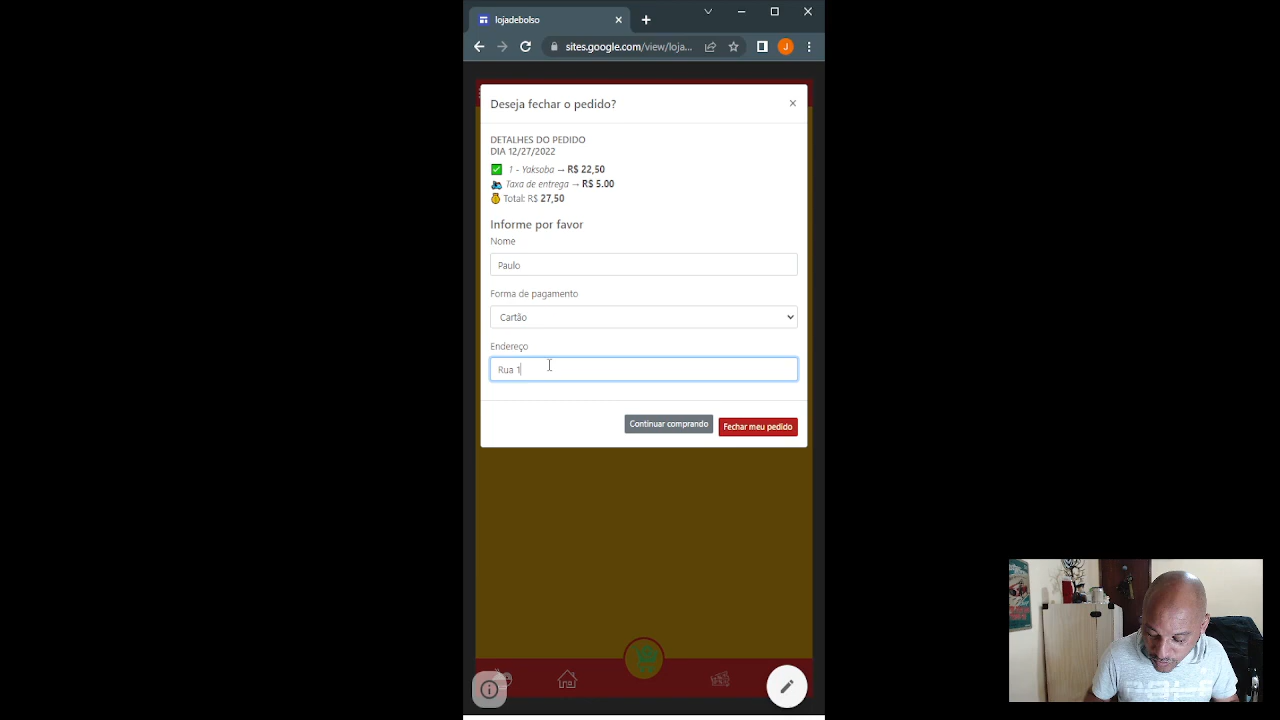 lojadebolso
sites.google.com/view/loja...
J
Deseja fechar o pedido?
DETALHES DO PEDIDO
DIA 12/27/2022
1 - Yaksoba → R$ 22,50
Taxa de entrega → R$ 5.00
Total: R$ 27,50
Informe por favor
Nome
Paulo
Forma de pagamento
Cartão
Endereço
Rua 1
Continuar comprando
Fechar meu pedido